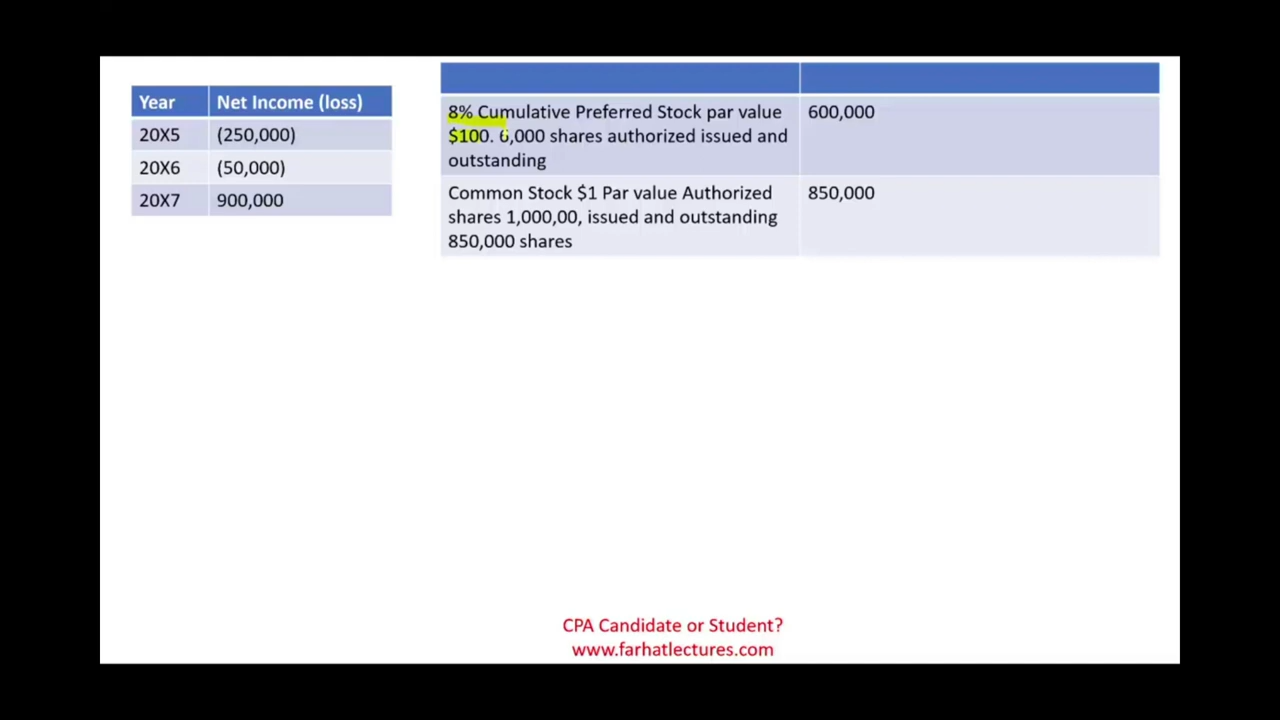 Year Net Income (loss)
20X5 (250,000)
20X6 (50,000)
20X7 900,000
8% Cumulative Preferred Stock par value 600,000
$100. 6,000 shares authorized issued and
outstanding
Common Stock $1 Par value Authorized 850,000
shares 1,000,00, issued and outstanding
850,000 shares
CPA Candidate or Student?
www.farhatlectures.com